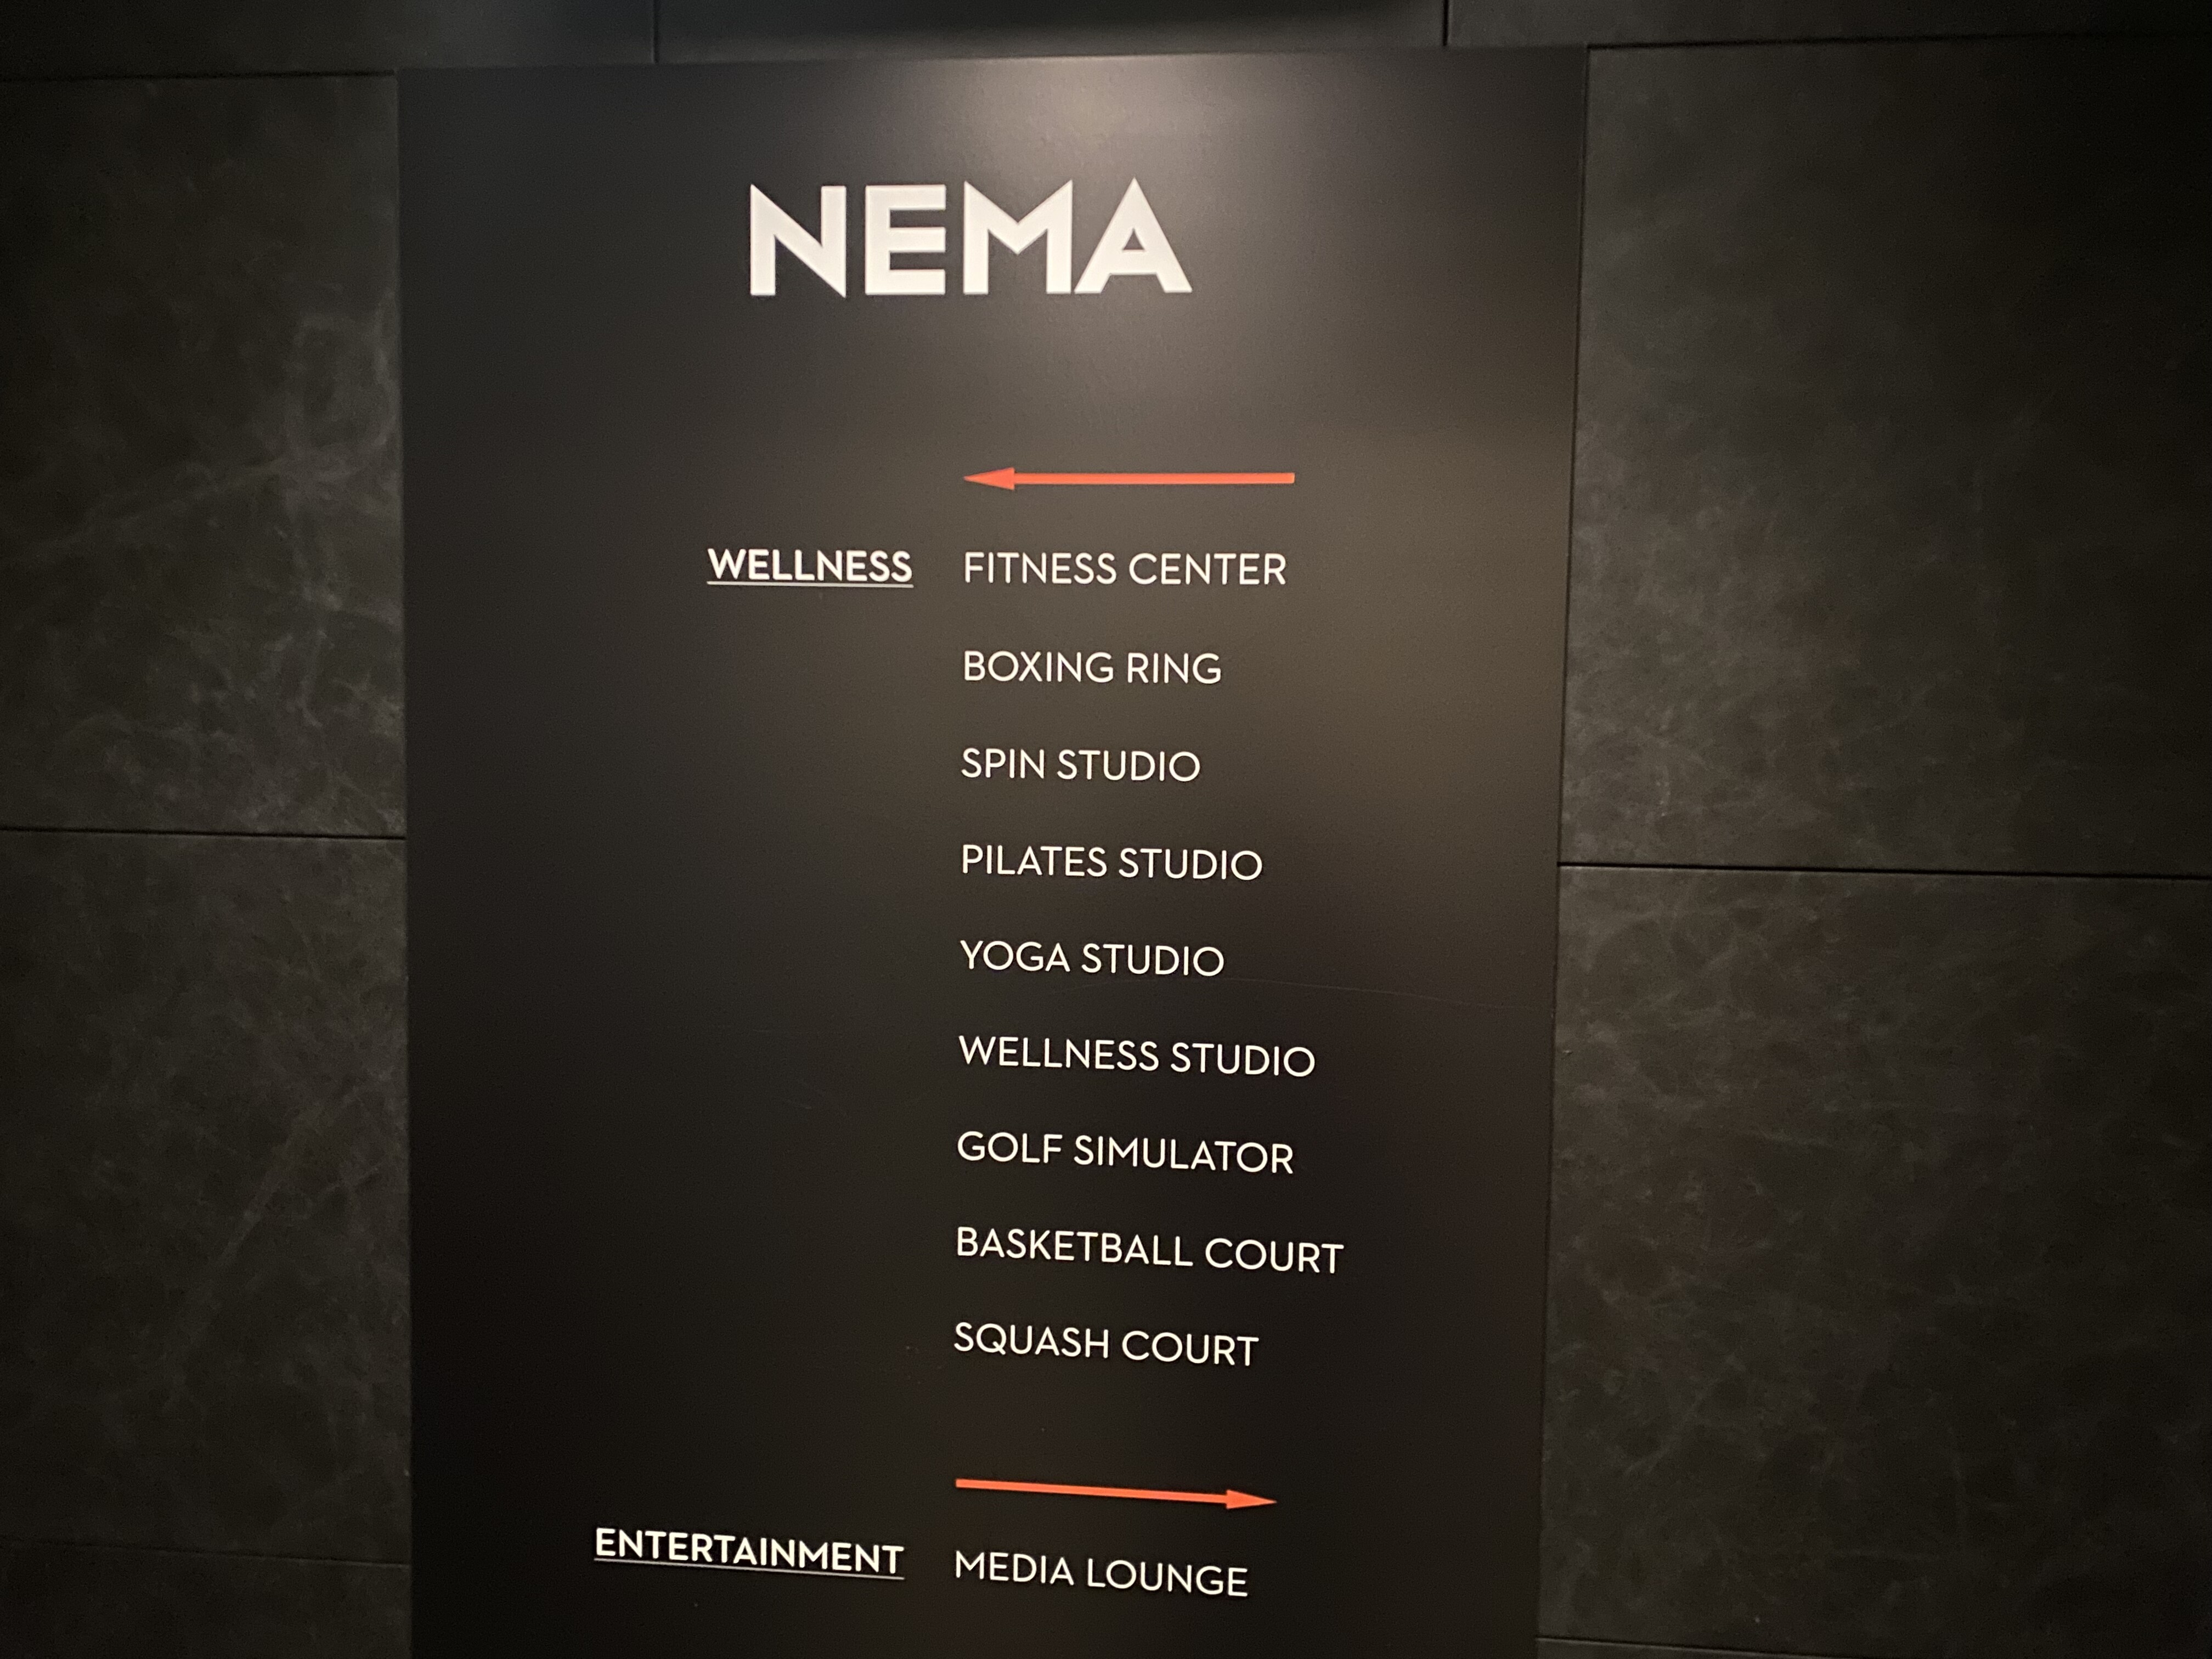 NEMA
WELLNESS FITNESS CENTER
BOXING RING
SPIN STUDIO
PILATES STUDIO
YOGA STUDIO
WELLNESS STUDIO
GOLF SIMULATOR
BASKETBALL COURT
SQUASH COURT
ENTERTAINMENT MEDIA LOUNGE